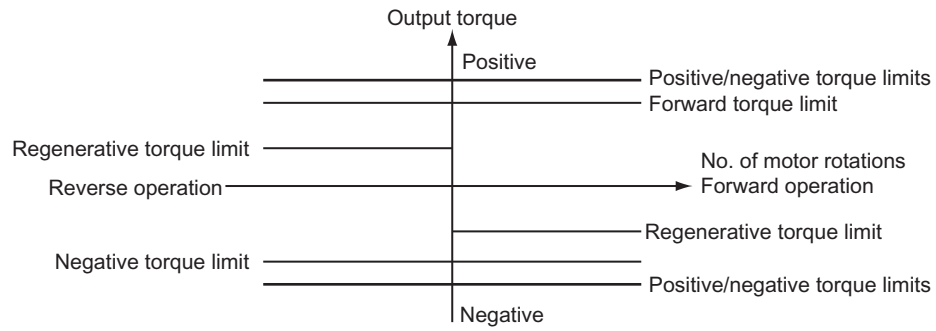 Output torque
Positive
Positive/negative torque limits
Forward torque limit
Regenerative torque limit
No. of motor rotations
Reverse operation
Forward operation
Regenerative torque limit
Negative torque limit
Positive/negative torque limits
Negative